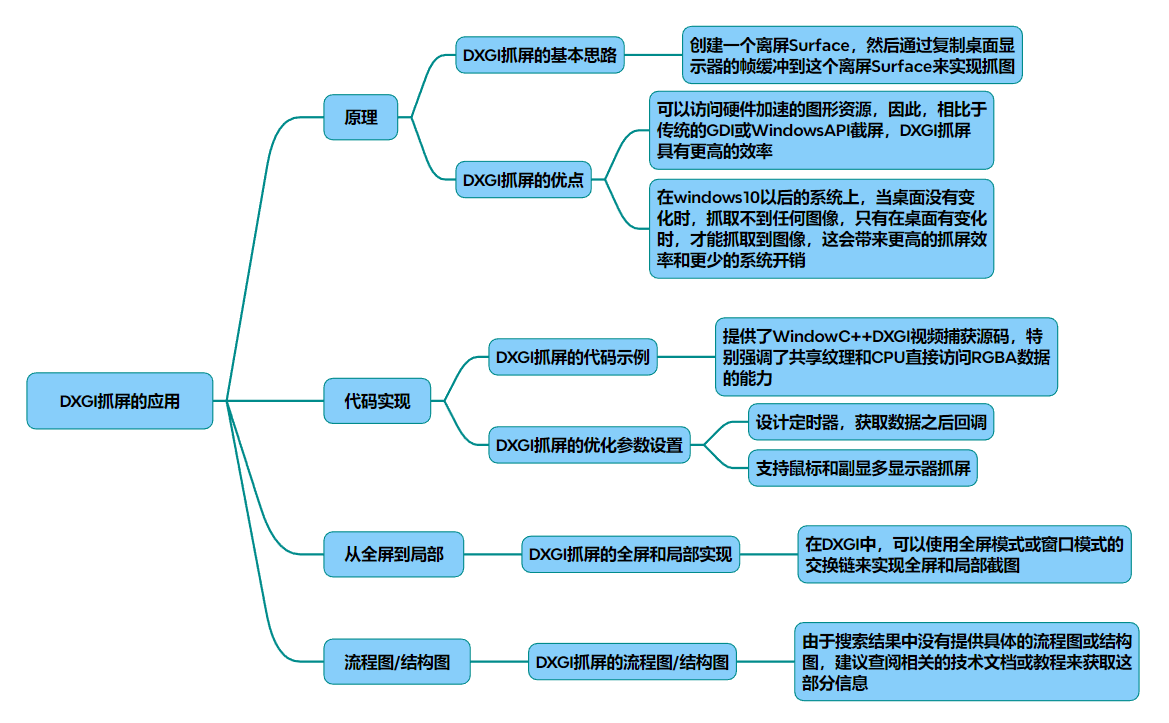 DXGI抓屏的应用
原理
DXGI抓屏的基本思路
创建一个离屏Surface，然后通过复制桌面显
示器的帧缓冲到这个离屏Surface来实现抓图
DXGI抓屏的优点
可以访问硬件加速的图形资源，因此，相比于
传统的GDI或WindowsAPI截屏，DXGI抓屏
具有更高的效率
在windows10以后的系统上，当桌面没有变
化时，抓取不到任何图像，只有在桌面有变化
时，才能抓取到图像，这会带来更高的抓屏效
率和更少的系统开销
代码实现
DXGI抓屏的代码示例
提供了WindowC++DXGI视频捕获源码，特
别强调了共享纹理和CPU直接访问RGBA数据
的能力
DXGI抓屏的优化参数设置
设计定时器，获取数据之后回调
支持鼠标和副显多显示器抓屏
从全屏到局部
DXGI抓屏的全屏和局部实现
在DXGI中，可以使用全屏模式或窗口模式的
交换链来实现全屏和局部截图
流程图/结构图
DXGI抓屏的流程图/结构图
由于搜索结果中没有提供具体的流程图或结构
图，建议查阅相关的技术文档或教程来获取这
部分信息